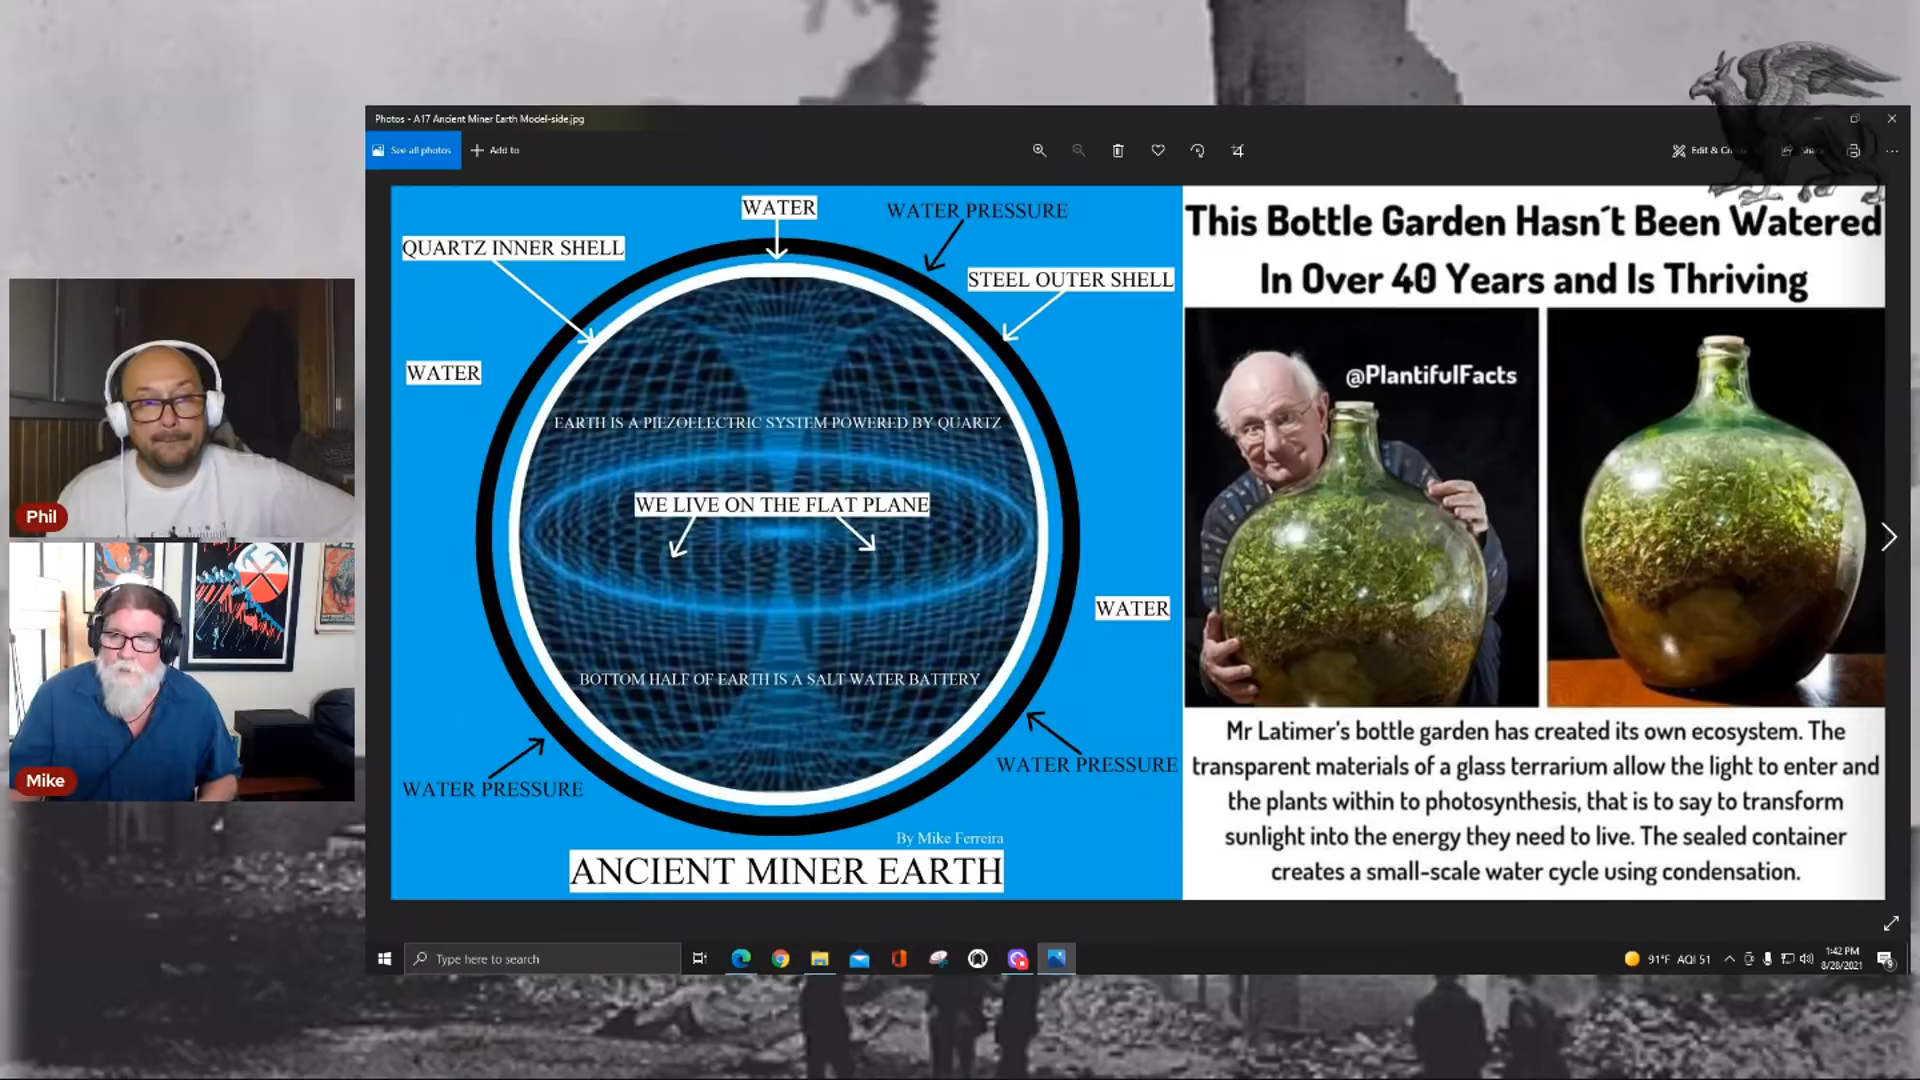 Photos - A17 Ancient Miner Earth Model-side.jpg
See all photos
Add to
Edit &
WATER
WATER PRESSURE
QUARTZ INNER SHELL
STEEL OUTER SHELL
WATER
EARTH IS A PIEZOELECTRIC SYSTEM POWERED BY QUARTZ
WE LIVE ON THE FLAT PLANE
WATER
BOTTOM HALF OF EARTH IS A SALT WATER BATTERY
WATER PRESSURE
WATER PRESSURE
By Mike Ferreira
ANCIENT MINER EARTH
This Bottle Garden Hasn´t Been Watered
In Over 40 Years and Is Thriving
@PlantifulFacts
Mr Latimer's bottle garden has created its own ecosystem. The
transparent materials of a glass terrarium allow the light to enter and
the plants within to photosynthesis, that is to say to transform
sunlight into the energy they need to live. The sealed container
creates a small-scale water cycle using condensation.
Phil
Mike
Type here to search
91°F AQI 51
1:42 PM
8/28/2021